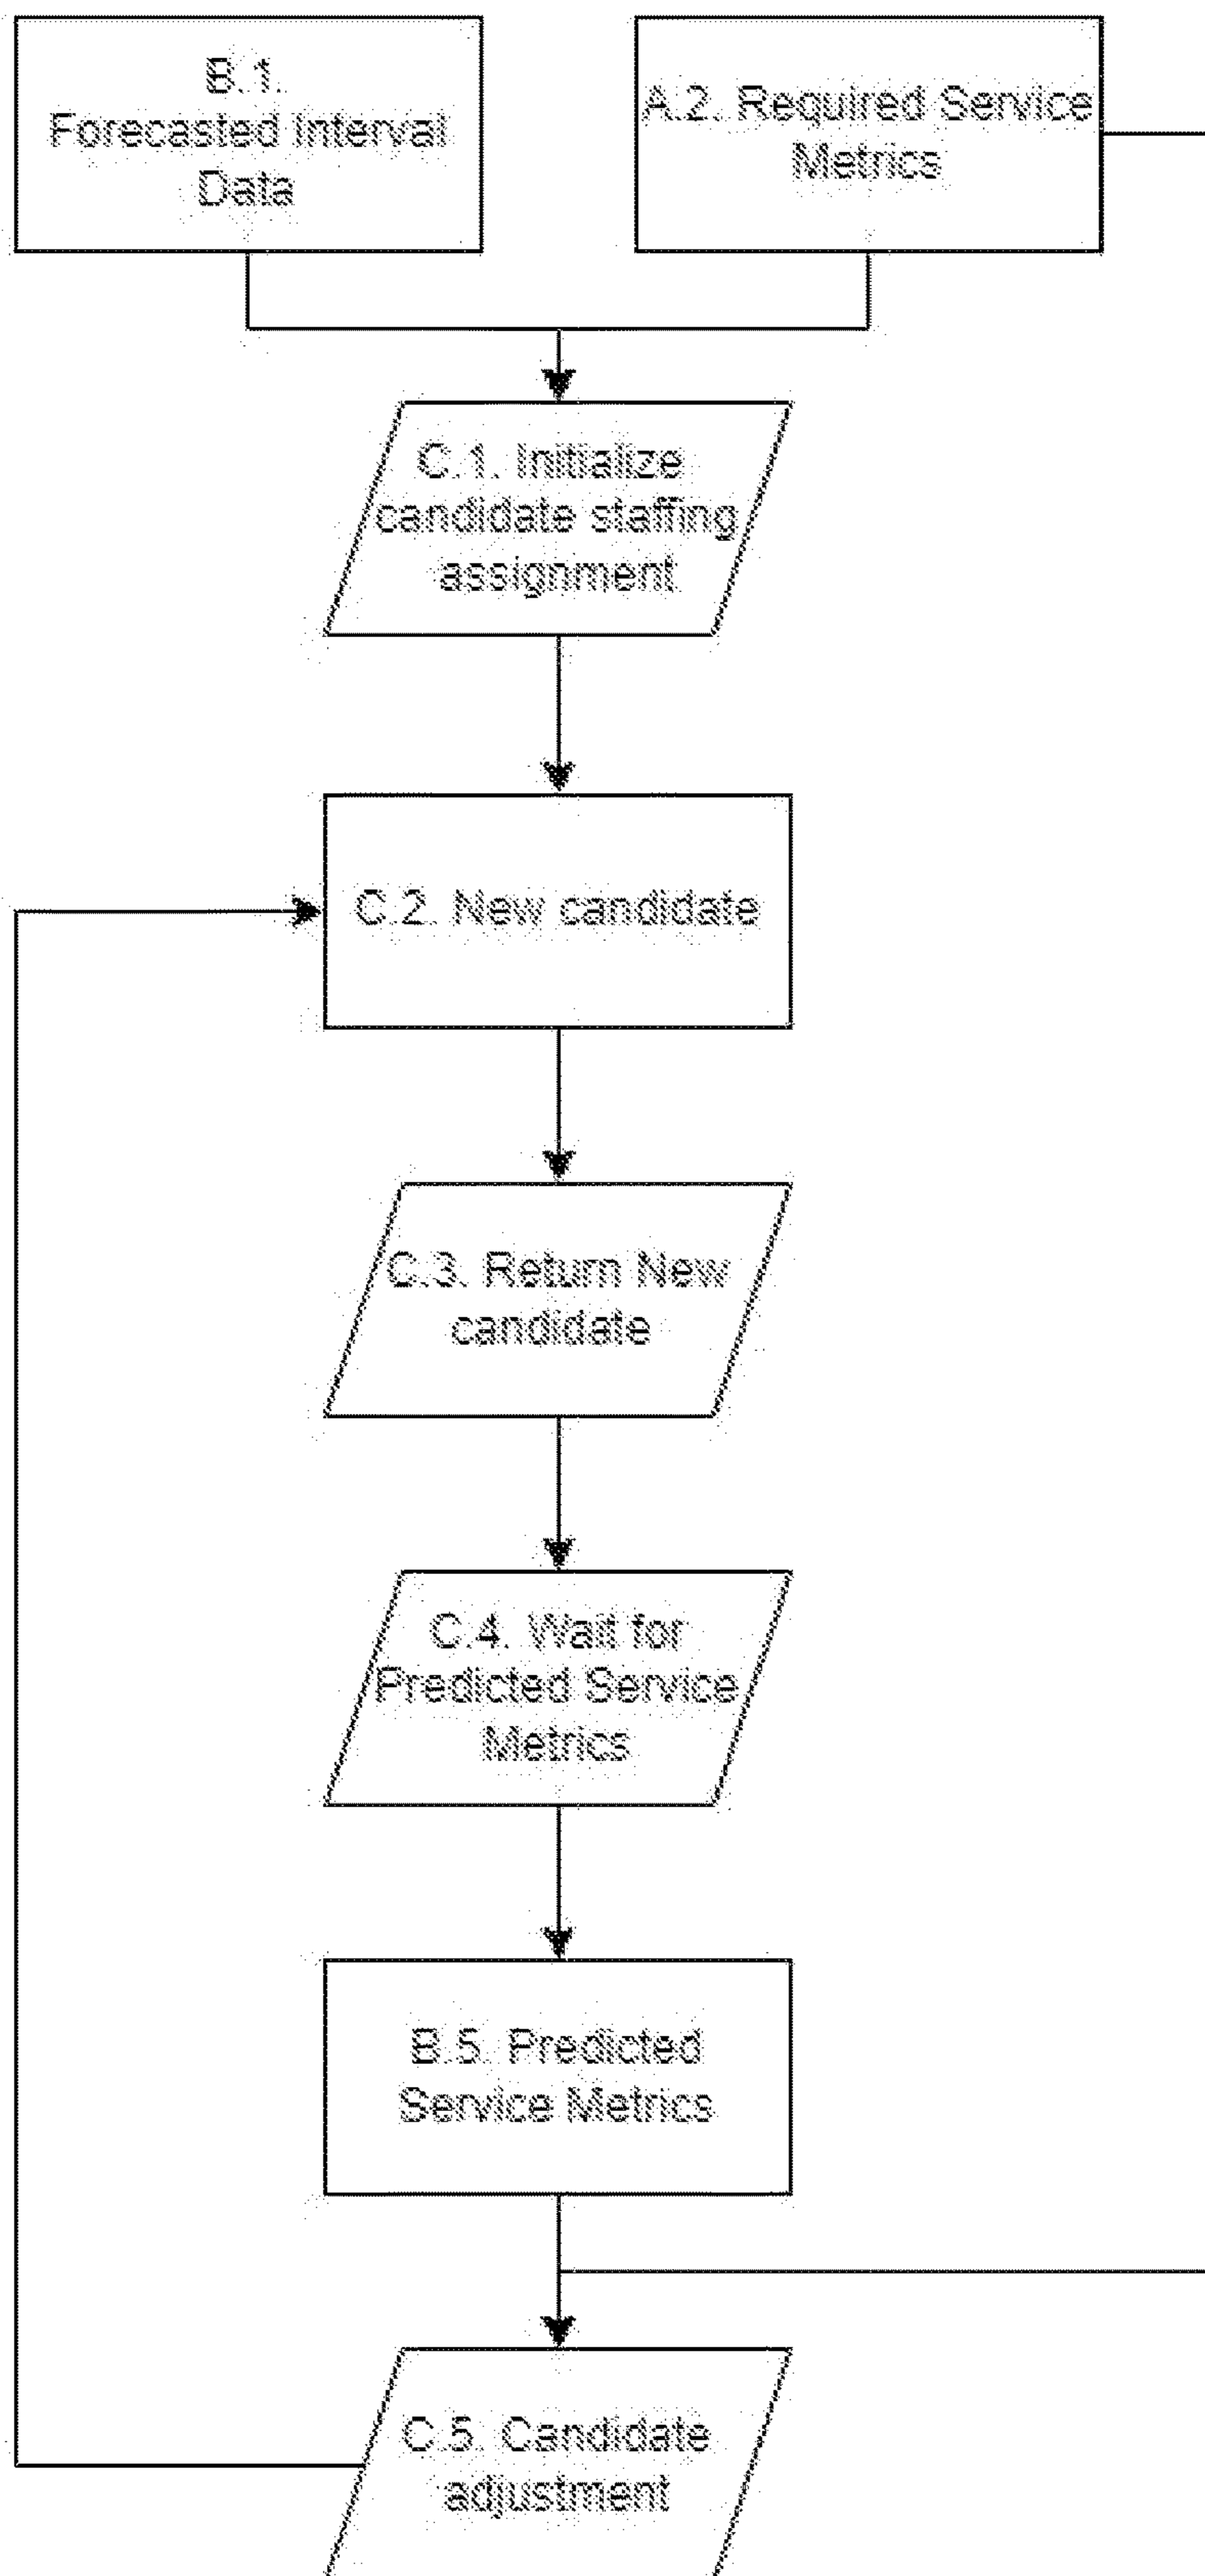 B.1.
Forecasted Interval
Data
A.2. Required Service
Metrics
C.1. Initialize
candidate staffing
assignment
C.2. New candidate
C.3. Return New
candidate
C.4. Wait for
Predicted Service
Metrics
B.5. Predicted
Service Metrics
C.5. Candidate
adjustment